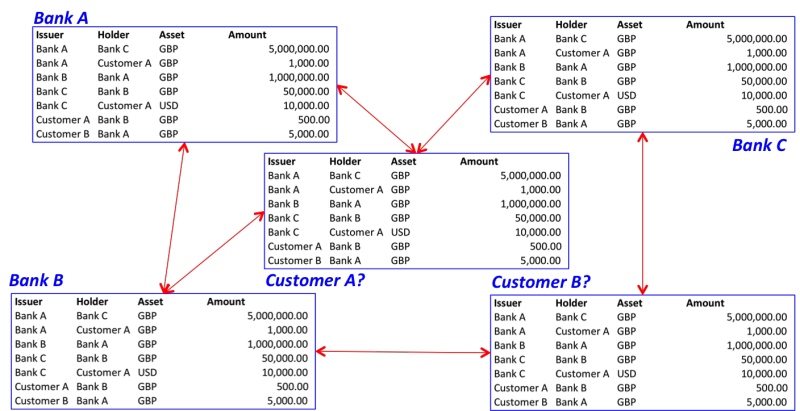 Bank A
Issuer Holder Asset Amount
Bank A Bank C GBP 5,000,000.00
Bank A Customer A GBP 1,000.00
Bank B Bank A GBP 1,000,000.00
Bank C Bank B GBP 50,000.00
Bank C Customer A USD 10,000.00
Customer A Bank B GBP 500.00
Customer B Bank A GBP 5,000.00
Issuer Holder Asset Amount
Bank A Bank C GBP 5,000,000.00
Bank A Customer A GBP 1,000.00
Bank B Bank A GBP 1,000,000.00
Bank C Bank B GBP 50,000.00
Bank C Customer A USD 10,000.00
Customer A Bank B GBP 500.00
Customer B Bank A GBP 5,000.00
Bank C
Issuer Holder Asset Amount
Bank A Bank C GBP 5,000,000.00
Bank A Customer A GBP 1,000.00
Bank B Bank A GBP 1,000,000.00
Bank C Bank B GBP 50,000.00
Bank C Customer A USD 10,000.00
Customer A Bank B GBP 500.00
Customer B Bank A GBP 5,000.00
Customer A?
Bank B
Issuer Holder Asset Amount
Bank A Bank C GBP 5,000,000.00
Bank A Customer A GBP 1,000.00
Bank B Bank A GBP 1,000,000.00
Bank C Bank B GBP 50,000.00
Bank C Customer A USD 10,000.00
Customer A Bank B GBP 500.00
Customer B Bank A GBP 5,000.00
Customer B?
Issuer Holder Asset Amount
Bank A Bank C GBP 5,000,000.00
Bank A Customer A GBP 1,000.00
Bank B Bank A GBP 1,000,000.00
Bank C Bank B GBP 50,000.00
Bank C Customer A USD 10,000.00
Customer A Bank B GBP 500.00
Customer B Bank A GBP 5,000.00